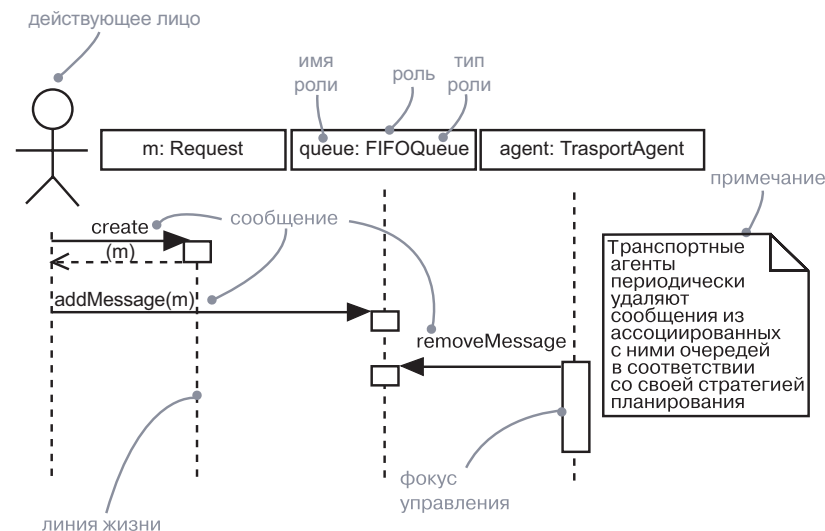 действующее лицо
имя
роли
роль
тип
роли
m: Request
queue: FIFOQueue
agent: TrasportAgent
примечание
create
сообщение
(m)
addMessage(m)
removeMessage
Транспортные
агенты
периодически
удаляют
сообщения из
ассоциированных
с ними очередей
в соответствии
со своей стратегией
планирования
фокус
управления
линия жизни